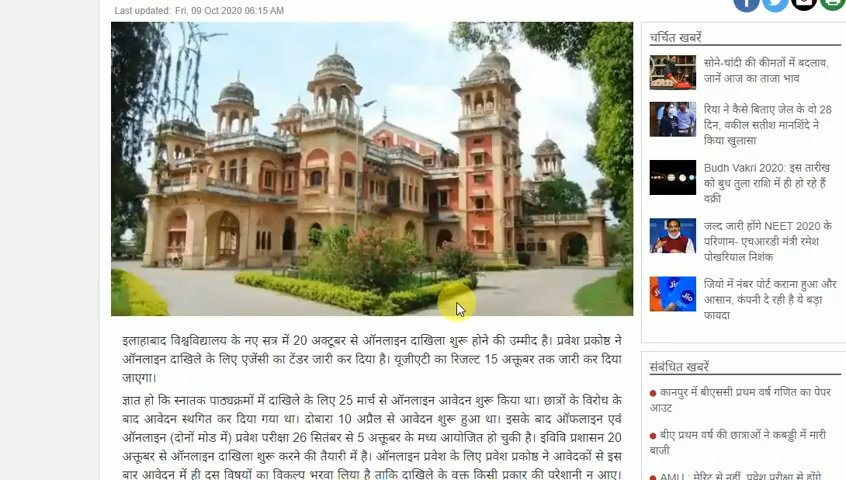 Last updated: Fri, 09 Oct 2020 06:15 AM
इलाहाबाद विश्वविद्यालय के नए सत्र में 20 अक्टूबर से ऑनलाइन दाखिला शुरू होने की उम्मीद है। प्रवेश प्रकोष्ठ ने
ऑनलाइन दाखिले के लिए एजेंसी का टेंडर जारी कर दिया है। यूजीएटी का रिजल्ट 15 अक्तूबर तक जारी कर दिया
जाएगा।
ज्ञात हो कि स्नातक पाठ्यक्रमों में दाखिले के लिए 25 मार्च से ऑनलाइन आवेदन शुरू किया था। छात्रों के विरोध के
बाद आवेदन स्थगित कर दिया गया था। दोबारा 10 अप्रैल से आवेदन शुरू हुआ था। इसके बाद ऑफलाइन एवं
ऑनलाइन (दोनों मोड में) प्रवेश परीक्षा 26 सितंबर से 5 अक्तूबर के मध्य आयोजित हो चुकी है। इविवि प्रशासन 20
अक्तूबर से ऑनलाइन दाखिला शुरू करने की तैयारी में है। ऑनलाइन प्रवेश के लिए प्रवेश प्रकोष्ठ ने आवेदकों से इस
बार आवेदन में ही दस विषयों का विकल्प भरवा लिया है ताकि दाखिले के वक्त किसी प्रकार की परेशानी न आए।
चर्चित खबरें
सोने-चांदी की कीमतों में बदलाव,
जानें आज का ताजा भाव
रिया ने कैसे बिताए जेल के वो 28
दिन, वकील सतीश मानशिंदे ने
किया खुलासा
Budh Vakri 2020: इस तारीख
को बुध तुला राशि में ही हो रहे हैं
वक्री
जल्द जारी होंगे NEET 2020 के
परिणाम- एचआरडी मंत्री रमेश
पोखरियाल निशंक
जियो में नंबर पोर्ट कराना हुआ और
आसान, कंपनी दे रही है ये बड़ा
फायदा
Jio
संबंधित खबरें
कानपुर में बीएससी प्रथम वर्ष गणित का पेपर
आउट
बीए प्रथम वर्ष की छात्राओं ने कबड्डी में मारी
बाजी
AMU : मेरिट से नहीं, प्रवेश परीक्षा से होंगे